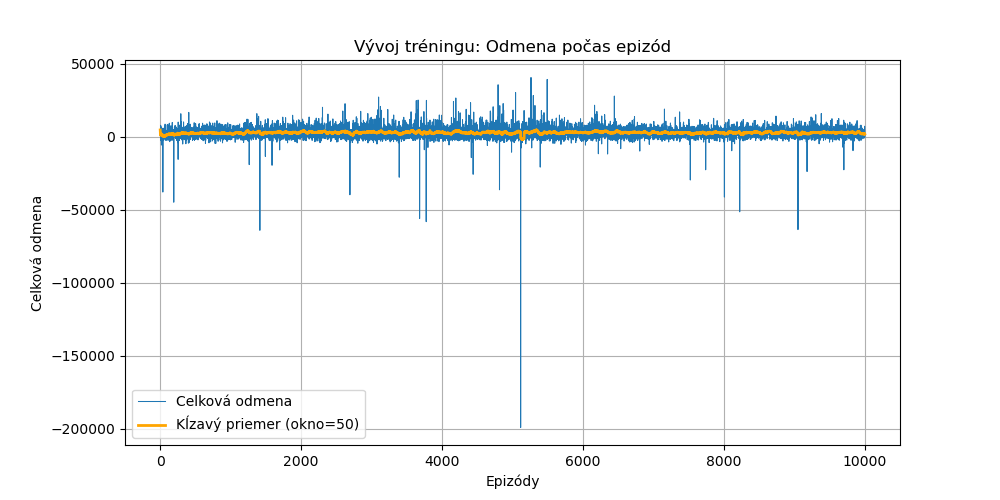 Vývoj tréningu: Odmena počas epizód
50000
0
−50000
−100000
−150000
−200000
Celková odmena
Celková odmena
Kĺzavý priemer (okno=50)
0
2000
4000
6000
8000
10000
Epizódy